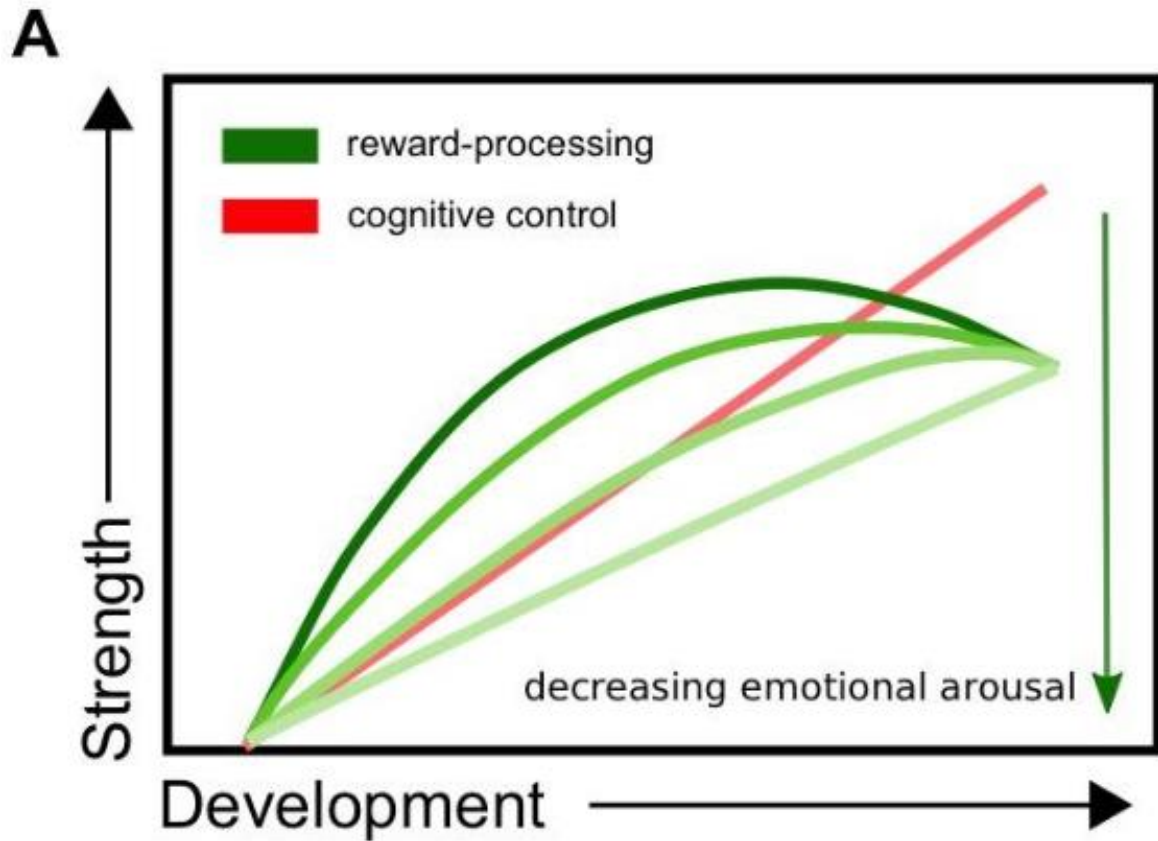 A
reward-processing
cognitive control
Strength
decreasing emotional arousal
Development